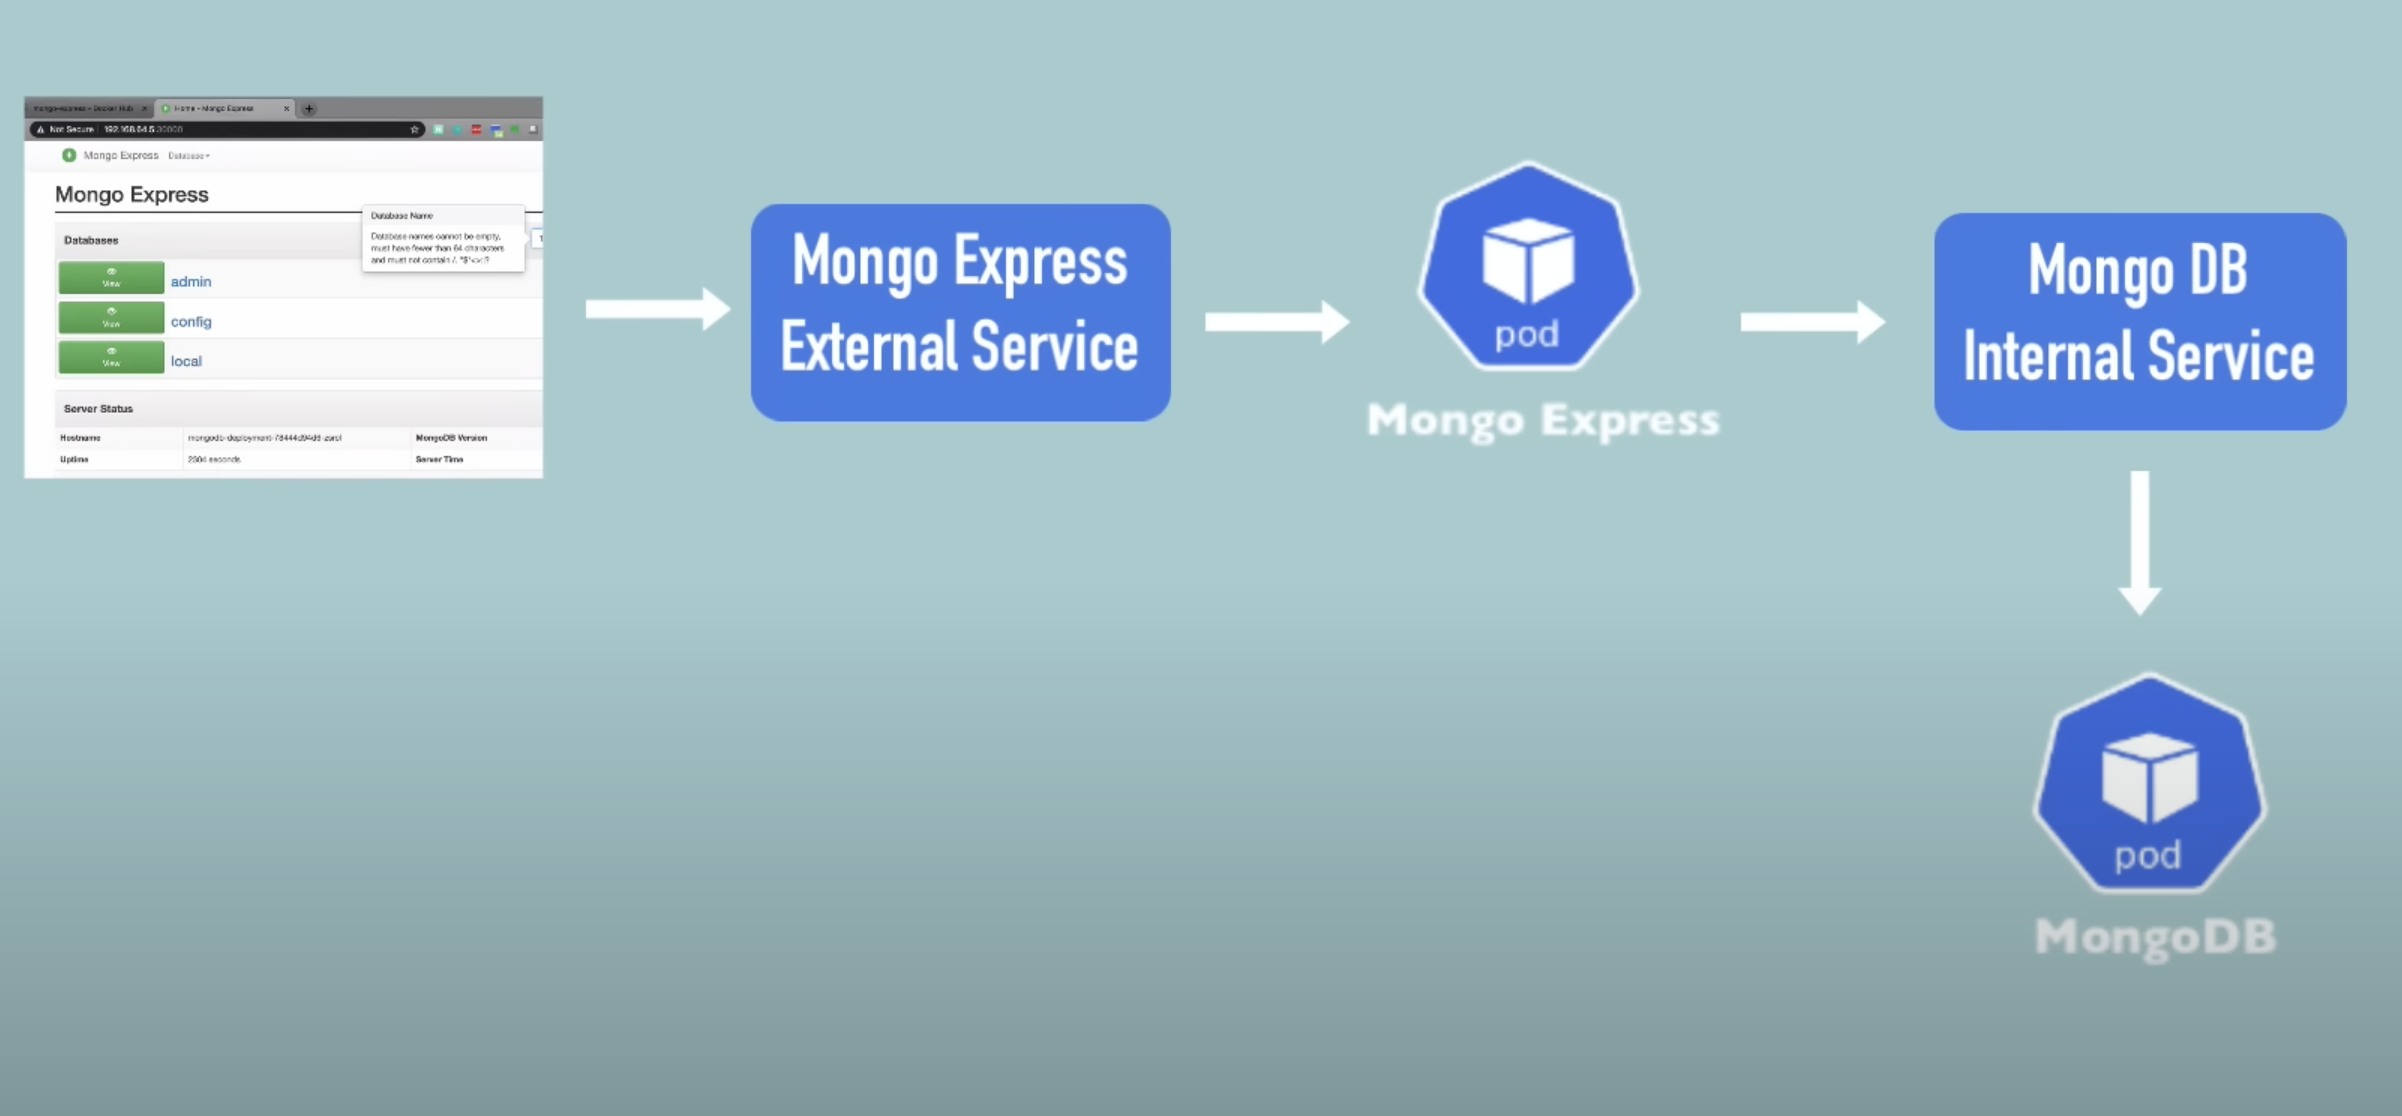 mongo-express - Docker Hub
Home - Mongo Express
Not Secure 192.168.64.5:30000
Mongo Express Database
Mongo Express
Database Name
Database names cannot be empty,
must have fewer than 64 characters
and must not contain /. "$*<>:|?
Databases
View admin
View config
View local
Server Status
Hostname mongodb-deployment- MongoDB Version
Uptime 2304 seconds Server Time
Mongo Express
External Service
pod
Mongo Express
Mongo DB
Internal Service
pod
MongoDB